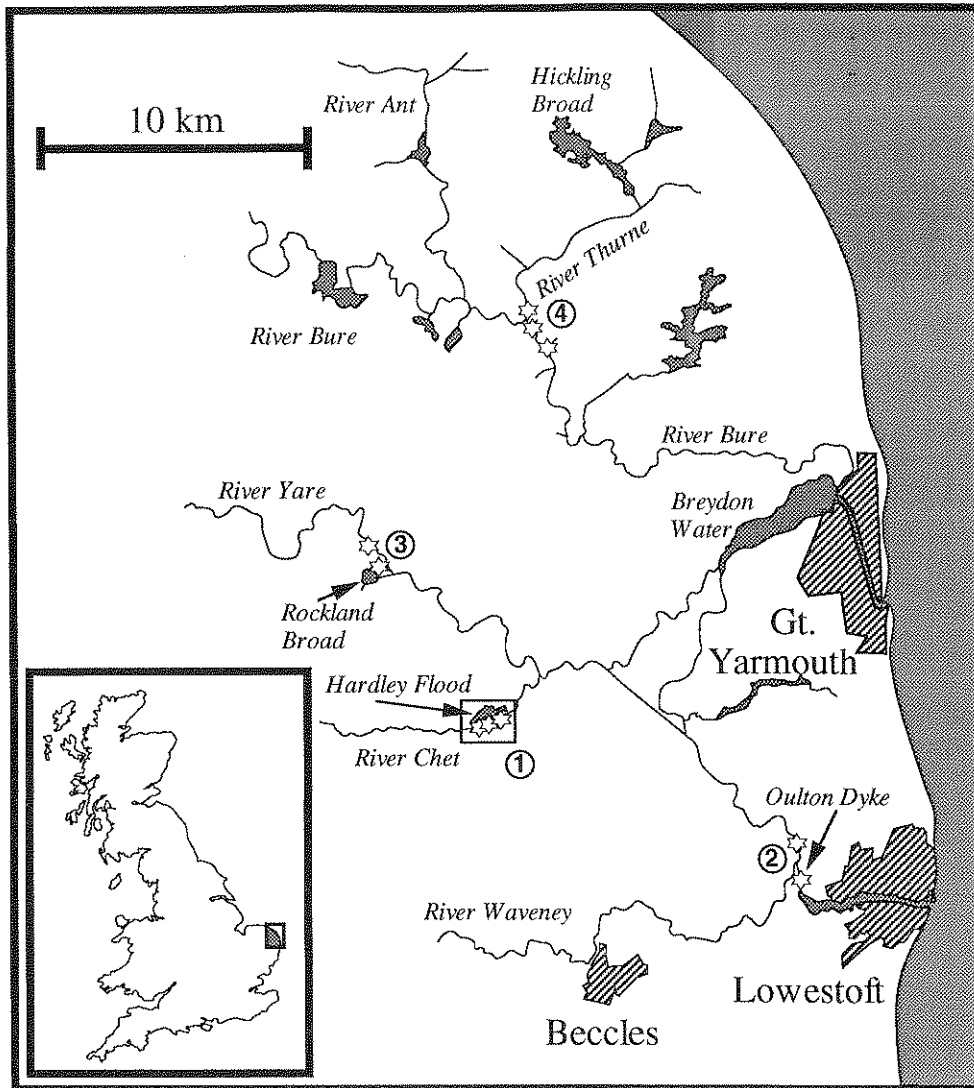 River Ant
Hickling
Broad
10 km
River Thurne
④
River Bure
River Bure
River Yare
Breydon
Water
③
Rockland
Broad
Gt.
Yarmouth
Hardley Flood
River Chet
①
Oulton Dyke
②
River Waveney
Lowestoft
Beccles